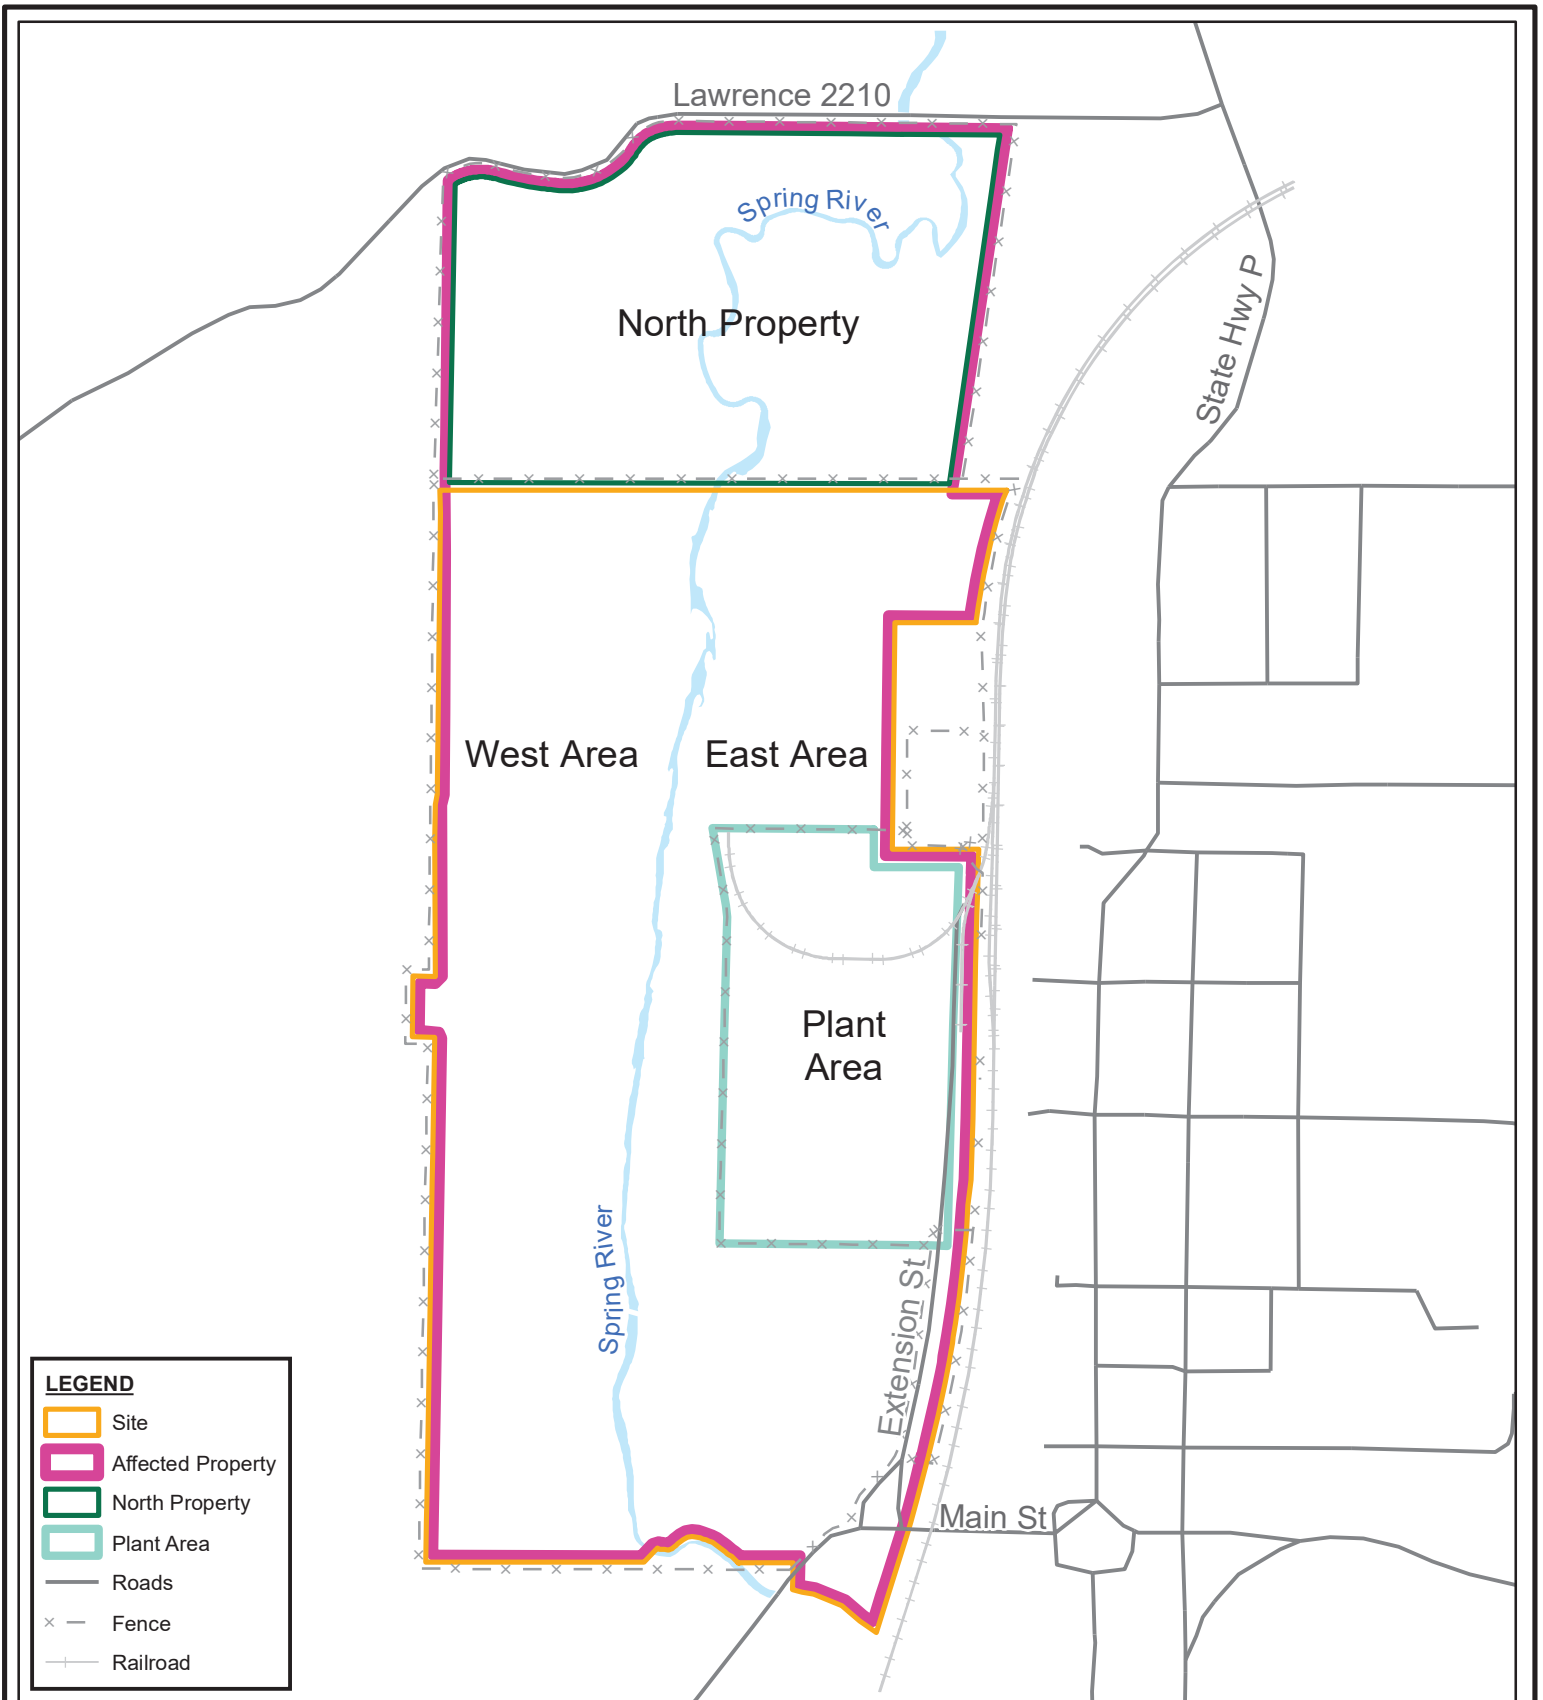 Lawrence 2210
Spring River
North Property
State Hwy P
West Area
East Area
Plant
Area
Spring River
Extension St
Main St
LEGEND
Site
Affected Property
North Property
Plant Area
Roads
Fence
Railroad